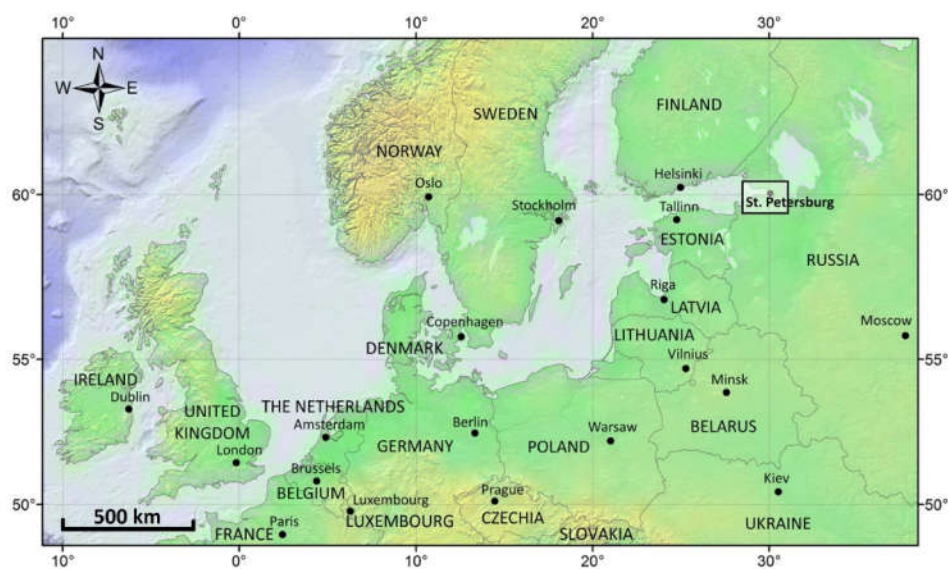 10° 0° 10° 20° 30°
N
W E
S
SWEDEN
FINLAND
NORWAY
Oslo
Helsinki
60° 60°
Stockholm
St. Petersburg
Tallinn
ESTONIA
RUSSIA
Riga
LATVIA
Copenhagen
Moscow
DENMARK
LITHUANIA
Vilnius
55° 55°
IRELAND
Dublin
Minsk
UNITED
KINGDOM
THE NETHERLANDS
Amsterdam
Berlin
Warsaw
BELARUS
GERMANY
POLAND
London
Brussels
BELGIUM
Kiev
Prague
Luxembourg
50° 50°
500 km
Paris
FRANCE
LUXEMBOURG
CZECHIA
SLOVAKIA
UKRAINE
10° 0° 10° 20° 30°